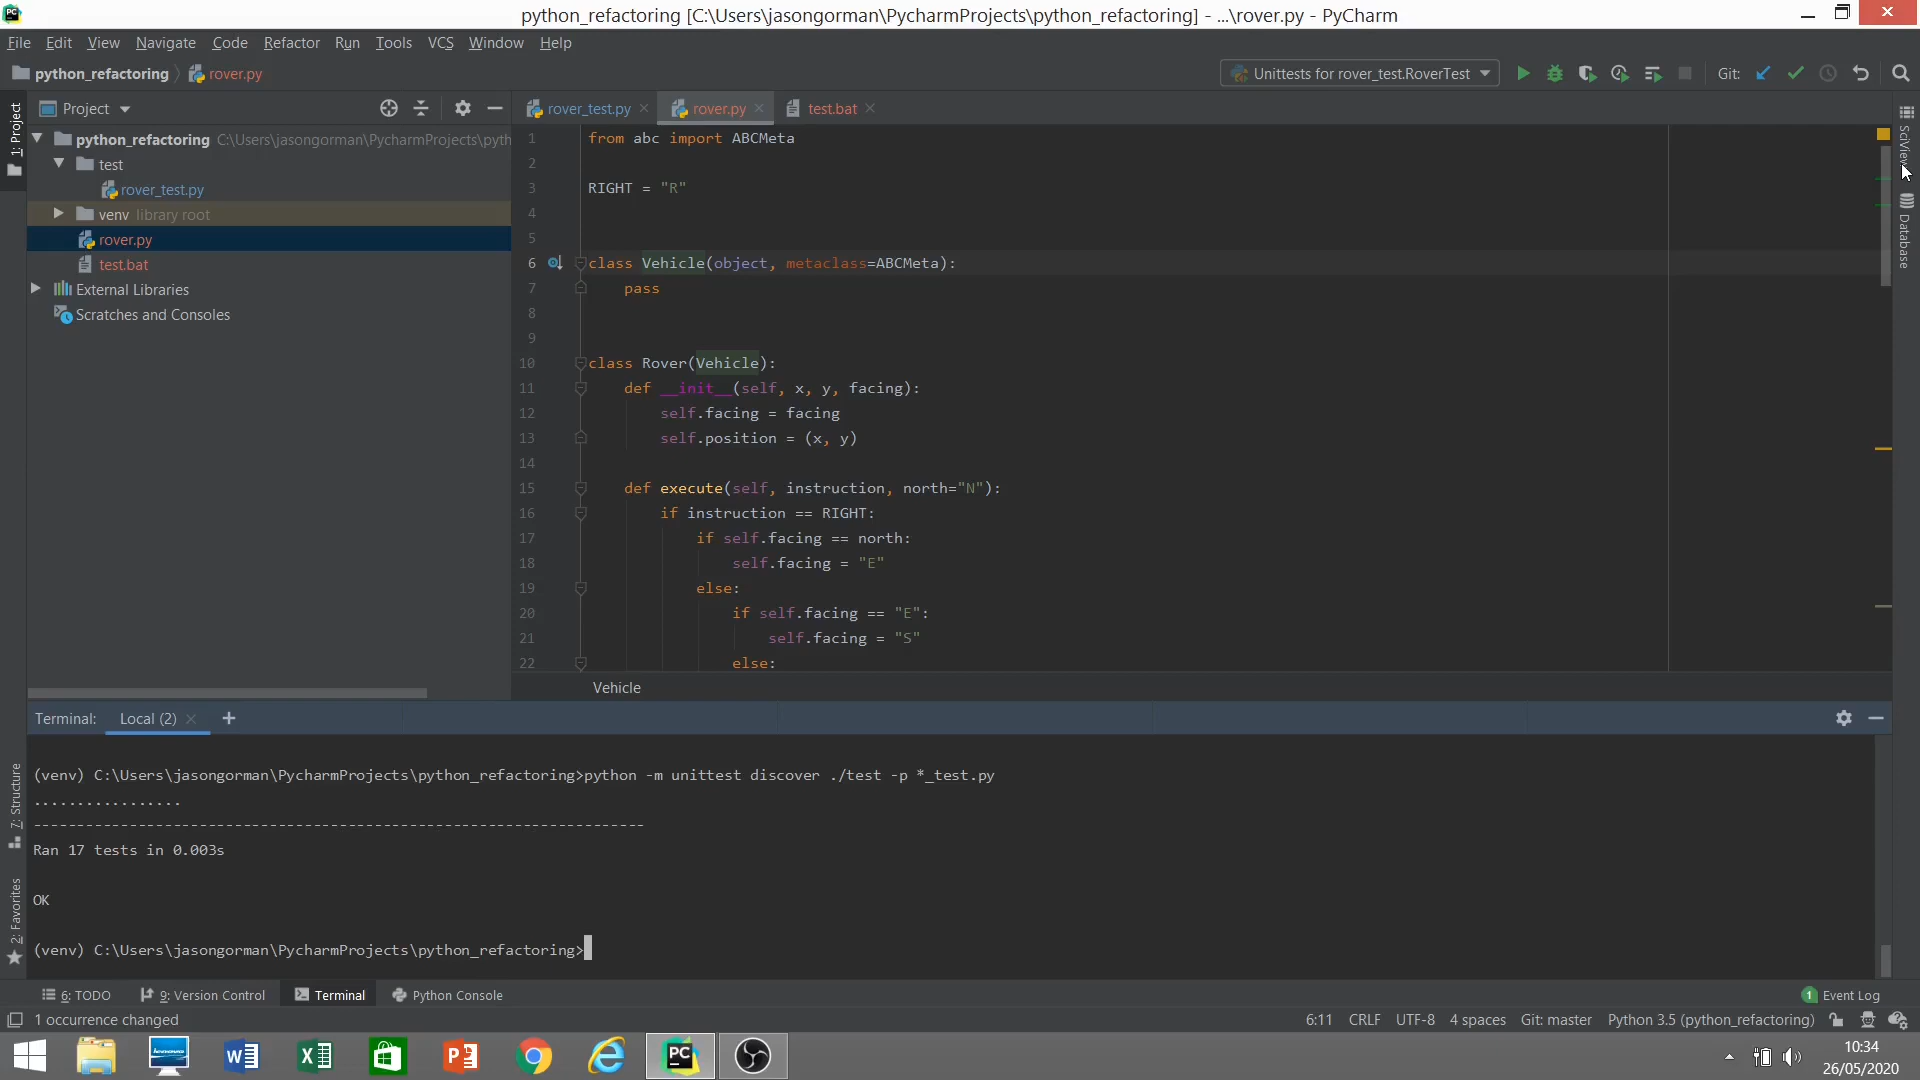 python_refactoring [C:\Users\jasongorman\PycharmProjects\python_refactoring] - ...\rover.py - PyCharm
File Edit View Navigate Code Refactor Run Tools VCS Window Help
python_refactoring rover.py Unittests for rover_test.RoverTest Git:
1: Project
Project
rover_test.py rover.py test.bat
python_refactoring C:\Users\jasongorman\PycharmProjects\pyth
test
rover_test.py
venv library root
rover.py
test.bat
External Libraries
Scratches and Consoles
1 from abc import ABCMeta
2
3 RIGHT = "R"
4
5
6 class Vehicle(object, metaclass=ABCMeta):
7 pass
8
9
10 class Rover(Vehicle):
11 def __init__(self, x, y, facing):
12 self.facing = facing
13 self.position = (x, y)
14
15 def execute(self, instruction, north="N"):
16 if instruction == RIGHT:
17 if self.facing == north:
18 self.facing = "E"
19 else:
20 if self.facing == "E":
21 self.facing = "S"
22 else:
Vehicle
SciView
Database
Terminal: Local (2)
(venv) C:\Users\jasongorman\PycharmProjects\python_refactoring>python -m unittest discover ./test -p *_test.py
.................
----------------------------------------------------------------------
Ran 17 tests in 0.003s
OK
(venv) C:\Users\jasongorman\PycharmProjects\python_refactoring>
7: Structure
2: Favorites
6: TODO 9: Version Control Terminal Python Console 1 Event Log
1 occurrence changed 6:11 CRLF UTF-8 4 spaces Git: master Python 3.5 (python_refactoring)
10:34
26/05/2020